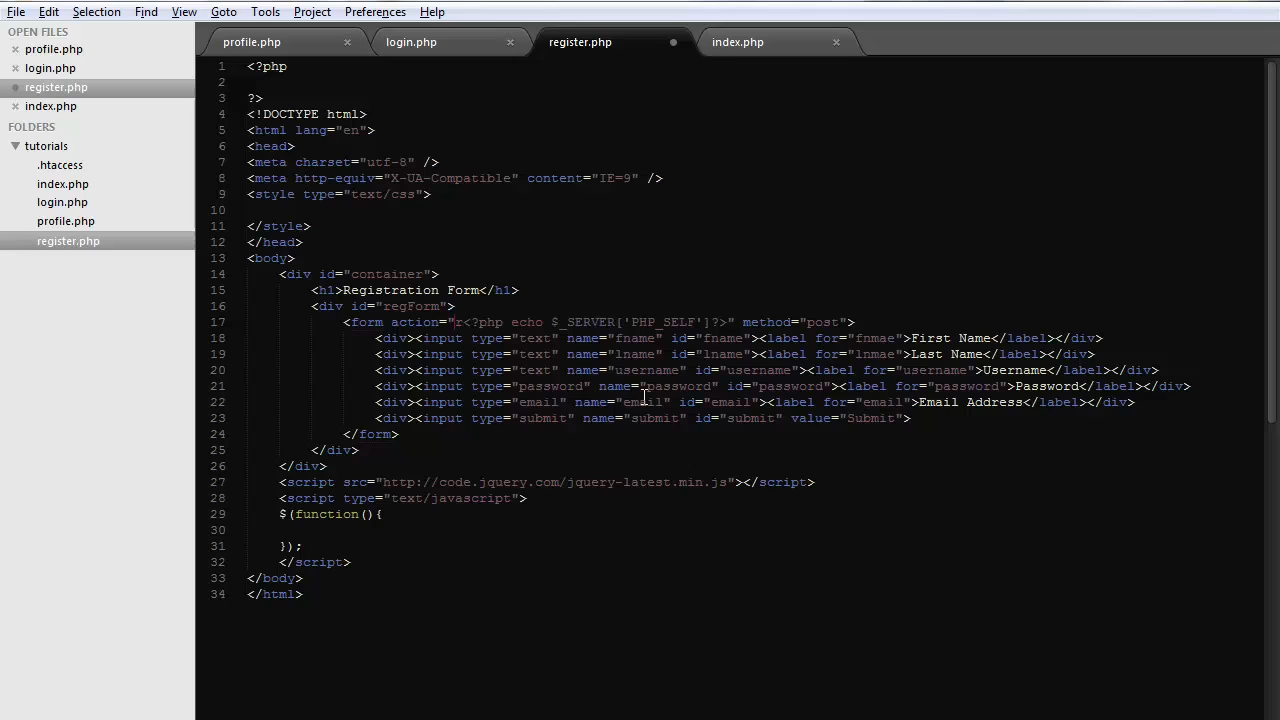 File Edit Selection Find View Goto Tools Project Preferences Help
OPEN FILES
profile.php
login.php
register.php
index.php
FOLDERS
tutorials
.htaccess
index.php
login.php
profile.php
register.php
profile.php × login.php × register.php index.php ×
1 <?php
2
3 ?>
4 <!DOCTYPE html>
5 <html lang="en">
6 <head>
7 <meta charset="utf-8" />
8 <meta http-equiv="X-UA-Compatible" content="IE=9" />
9 <style type="text/css">
10
11 </style>
12 </head>
13 <body>
14 <div id="container">
15 <h1>Registration Form</h1>
16 <div id="regForm">
17 <form action="r<?php echo $_SERVER['PHP_SELF']?>" method="post">
18 <div><input type="text" name="fname" id="fname"><label for="fnmae">First Name</label></div>
19 <div><input type="text" name="lname" id="lname"><label for="lnmae">Last Name</label></div>
20 <div><input type="text" name="username" id="username"><label for="username">Username</label></div>
21 <div><input type="password" name="password" id="password"><label for="password">Password</label></div>
22 <div><input type="email" name="email" id="email"><label for="email">Email Address</label></div>
23 <div><input type="submit" name="submit" id="submit" value="Submit">
24 </form>
25 </div>
26 </div>
27 <script src="http://code.jquery.com/jquery-latest.min.js"></script>
28 <script type="text/javascript">
29 $(function(){
30
31 });
32 </script>
33 </body>
34 </html>